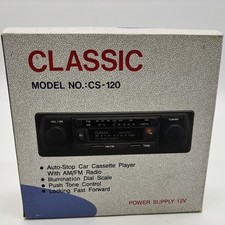 CLASSIC
MODEL NO.:CS-120
CLASSIC
• Auto-Stop Car Cassette Player
With AM/FM Radio
• Illumination Dial Scale
• Push Tone Control
• Locking Fast Forward
POWER SUPPLY 12V